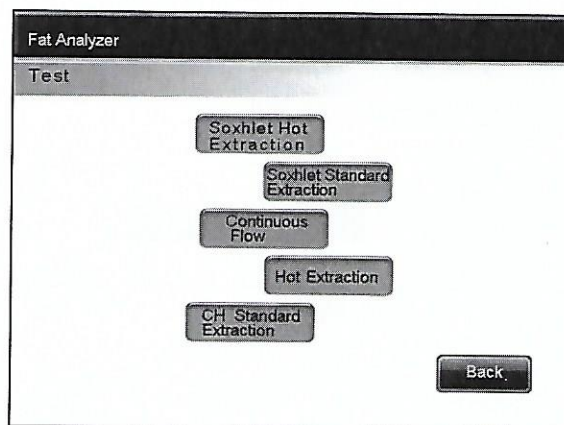 Fat Analyzer
Test
Soxhlet Hot
Extraction
Soxhlet Standard
Extraction
Continuous
Flow
Hot Extraction
CH Standard
Extraction
Back